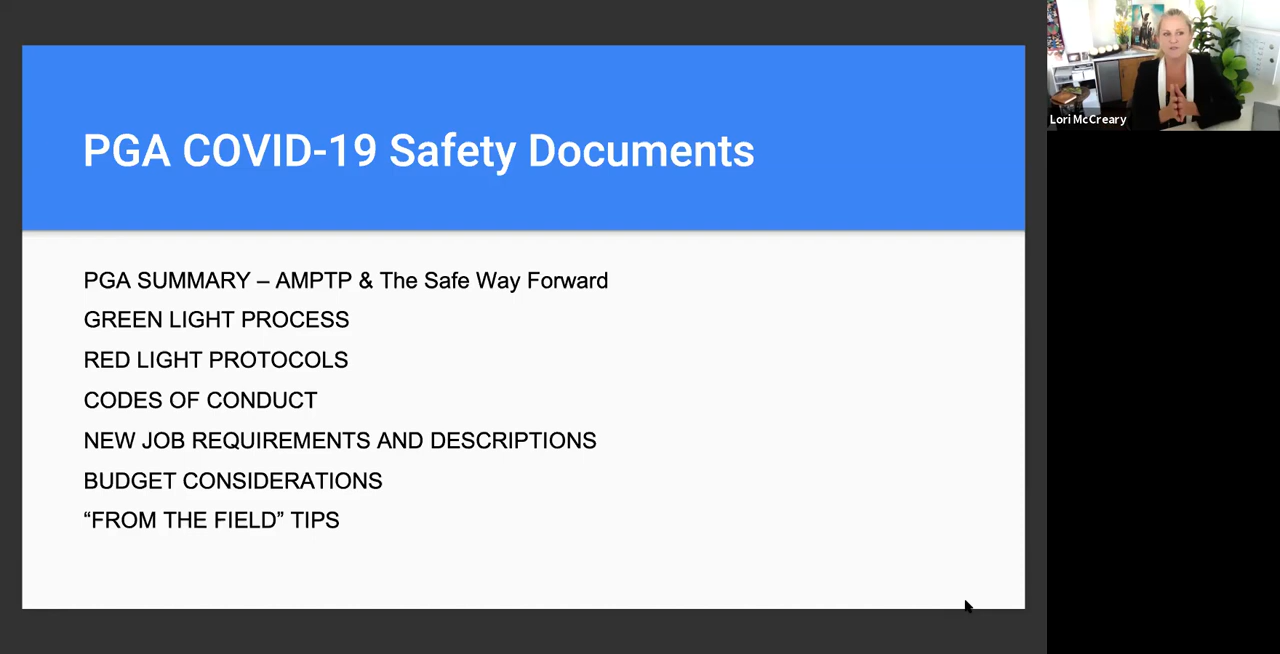 PGA COVID-19 Safety Documents
PGA SUMMARY – AMPTP & The Safe Way Forward
GREEN LIGHT PROCESS
RED LIGHT PROTOCOLS
CODES OF CONDUCT
NEW JOB REQUIREMENTS AND DESCRIPTIONS
BUDGET CONSIDERATIONS
“FROM THE FIELD” TIPS
Lori McCreary